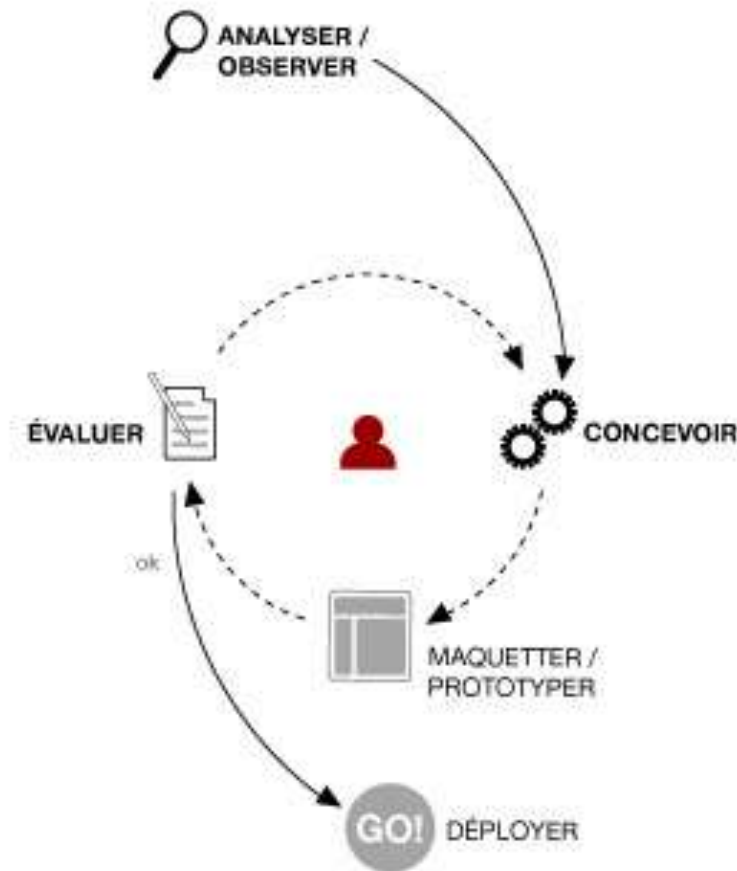 ANALYSER /
OBSERVER
ÉVALUER
CONCEVOIR
ok
MAQUETTER /
PROTOTYPER
GO!
DÉPLOYER